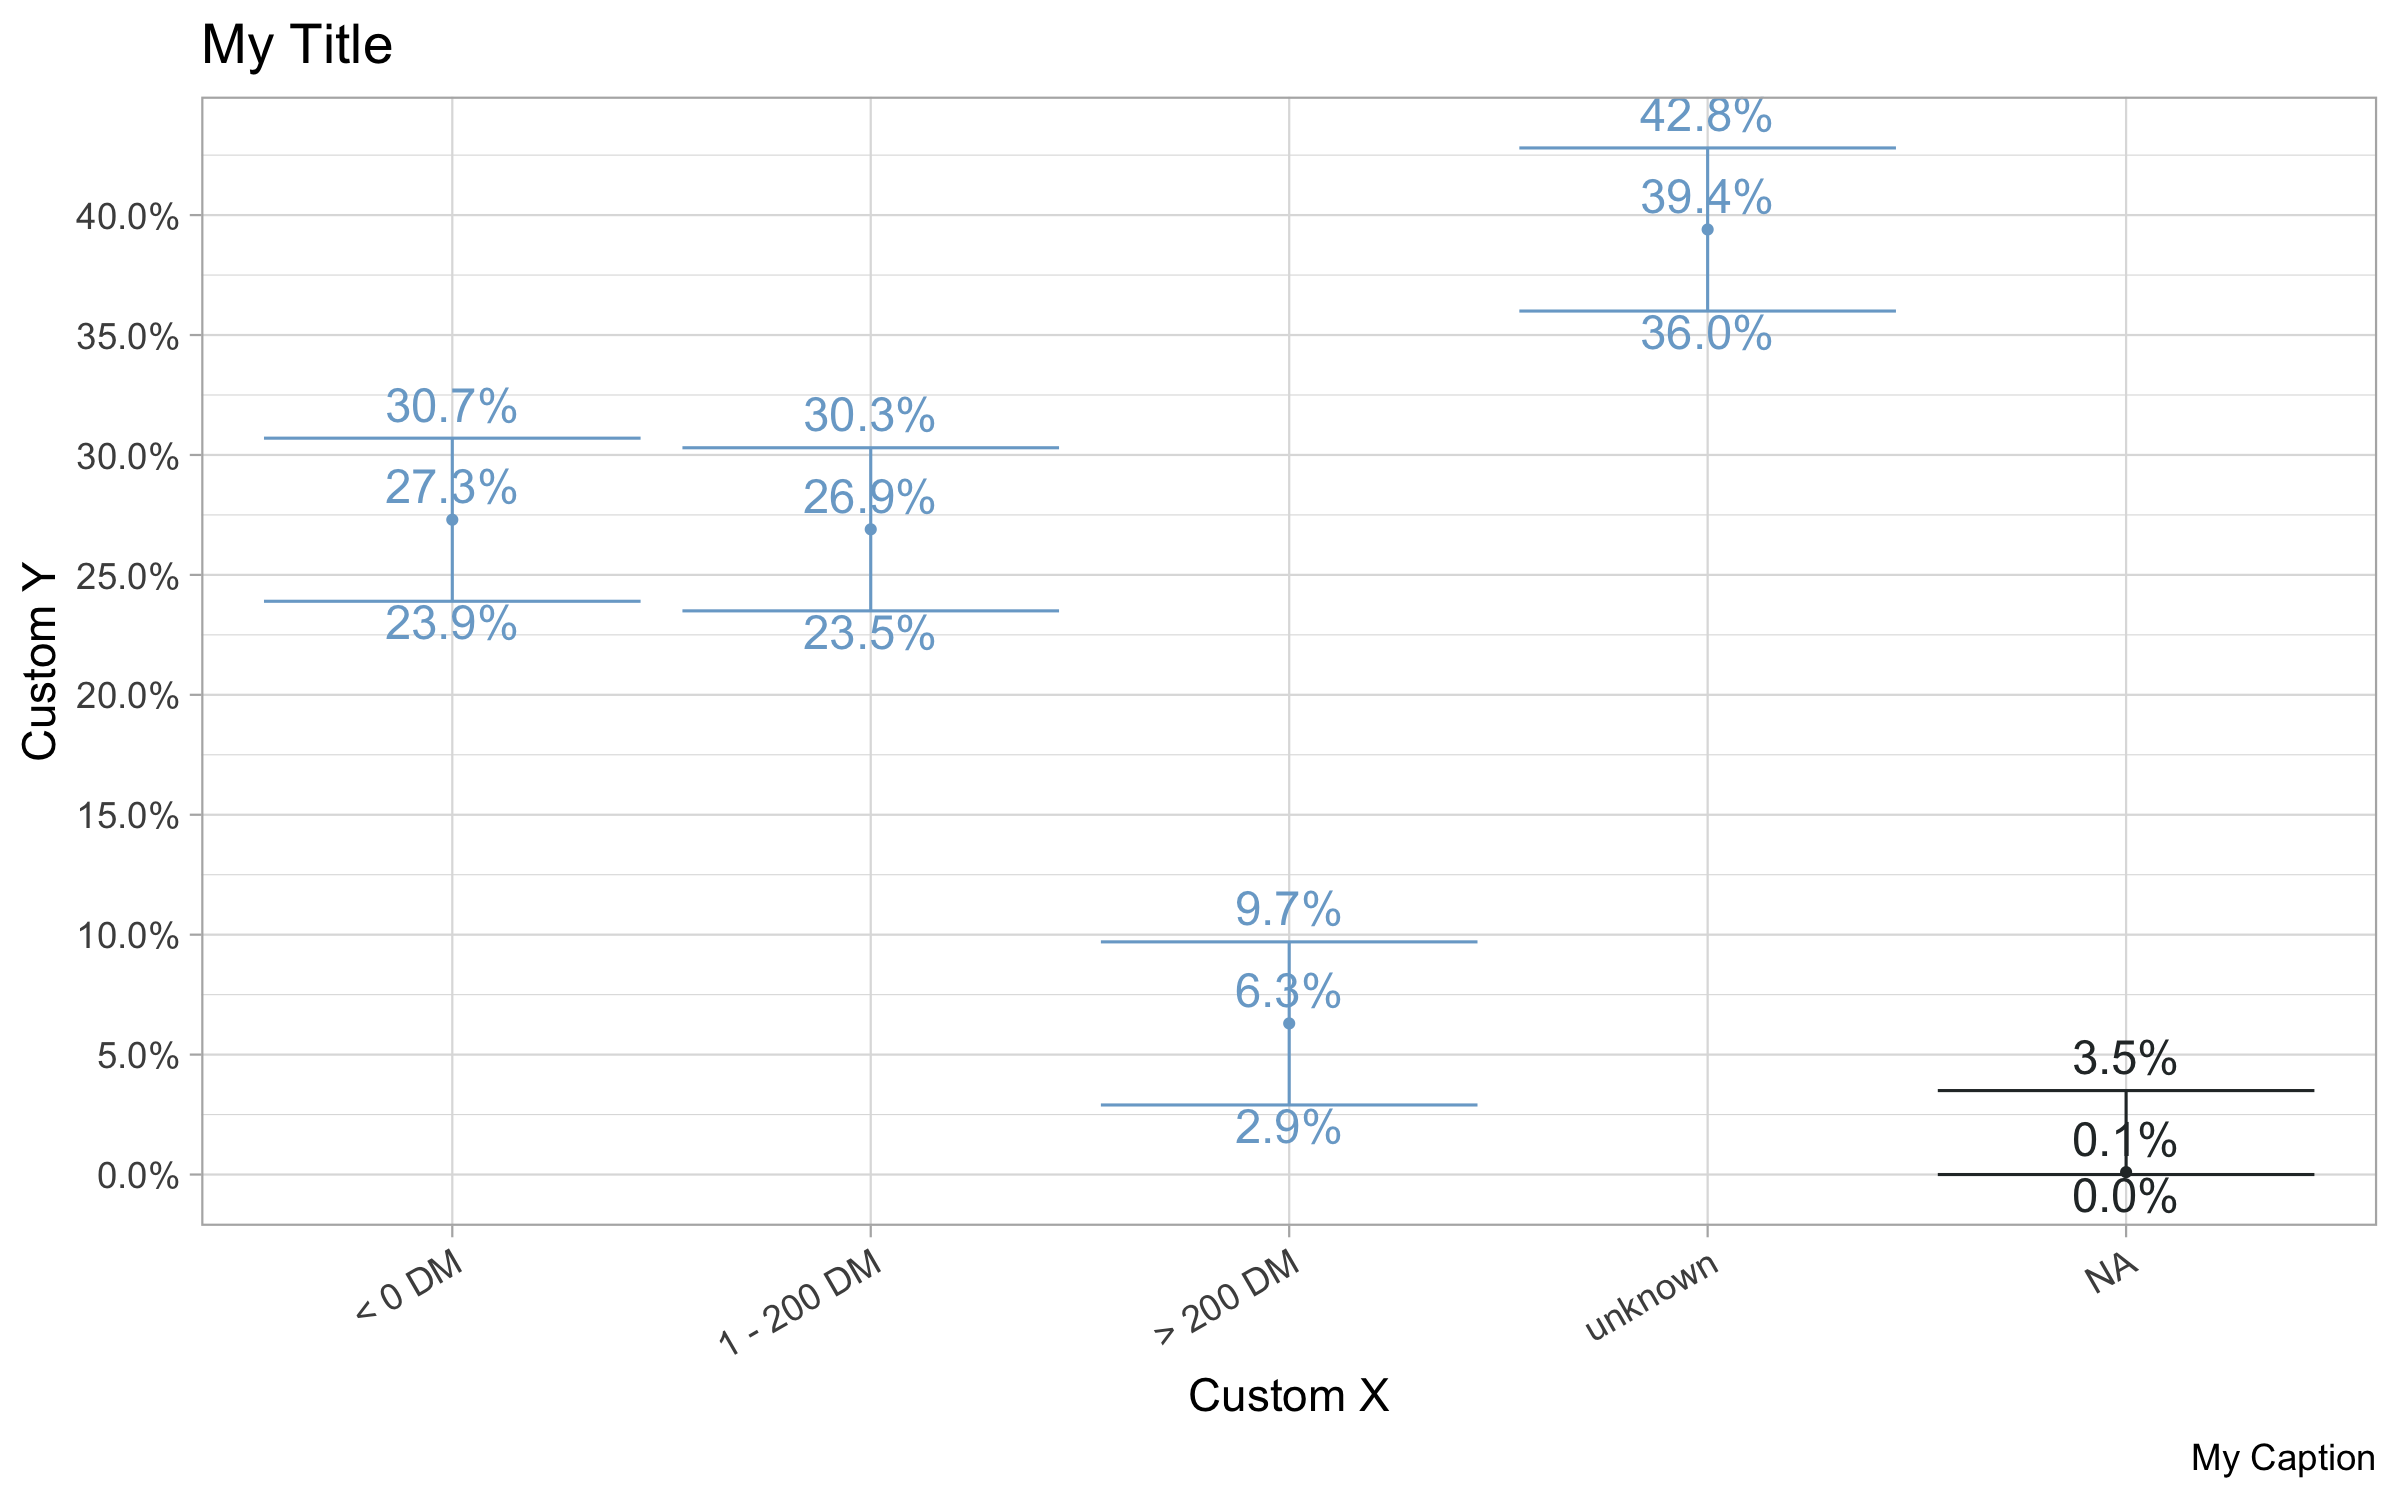 My Title
42.8%
39.4%
36.0%
30.7%
27.3%
23.9%
30.3%
26.9%
23.5%
9.7%
6.3%
2.9%
3.5%
0.1%
0.0%
Custom Y
40.0%
35.0%
30.0%
25.0%
20.0%
15.0%
10.0%
5.0%
0.0%
< 0 DM
1 - 200 DM
> 200 DM
unknown
NA
Custom X
My Caption